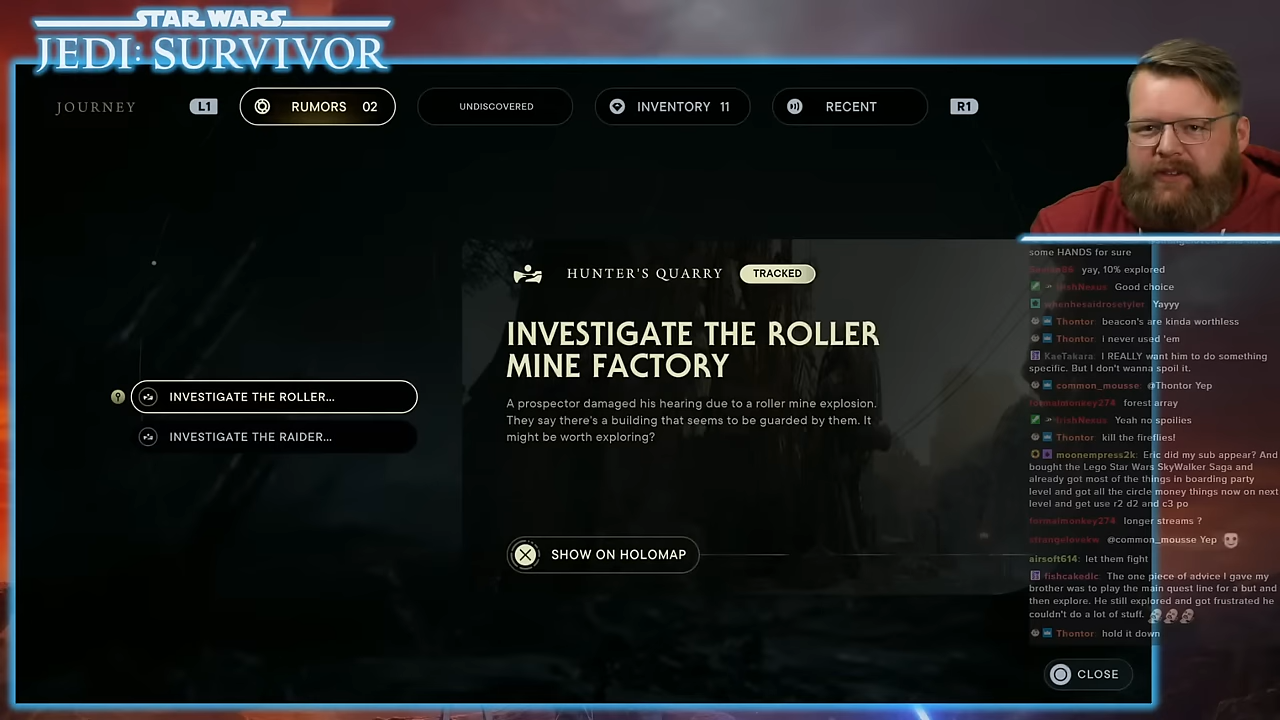 STAR WARS
JEDI: SURVIVOR
JOURNEY
L1
RUMORS 02
UNDISCOVERED
INVENTORY 11
RECENT
R1
HUNTER'S QUARRY
TRACKED
INVESTIGATE THE ROLLER
MINE FACTORY
A prospector damaged his hearing due to a roller mine explosion.
They say there's a building that seems to be guarded by them. It
might be worth exploring?
INVESTIGATE THE ROLLER...
INVESTIGATE THE RAIDER...
SHOW ON HOLOMAP
CLOSE
some HANDS for sure
yay, 10% explored
IrishNexus: Good choice
whenhesaidrosetyler: Yayyy
Thontor: beacon's are kinda worthless
Thontor: i never used 'em
KaeTakara: I REALLY want him to do something
specific. But I don't wanna spoil it.
common_mousse: @Thontor Yep
formalmonkey274: forest array
IrishNexus: Yeah no spoilies
Thontor: kill the fireflies!
moonempress2k: Eric did my sub appear? And
bought the Lego Star Wars SkyWalker Saga and
already got most of the things in boarding party
level and got all the circle money things now on next
level and get use r2 d2 and c3 po
formalmonkey274: longer streams ?
@common_mousse Yep
airsoft614: let them fight
fishcakedlc: The one piece of advice I gave my
brother was to play the main quest line for a but and
then explore. He still explored and got frustrated he
couldn't do a lot of stuff.
Thontor: hold it down